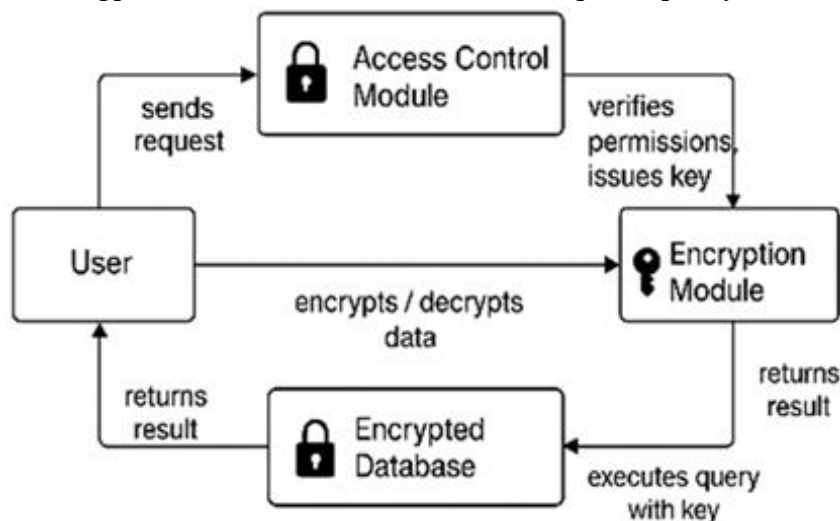 Access Control
Module
sends
request
verifies
permissions,
issues key
User
Encryption
Module
encrypts / decrypts
data
returns
result
Encrypted
Database
returns
result
executes query
with key